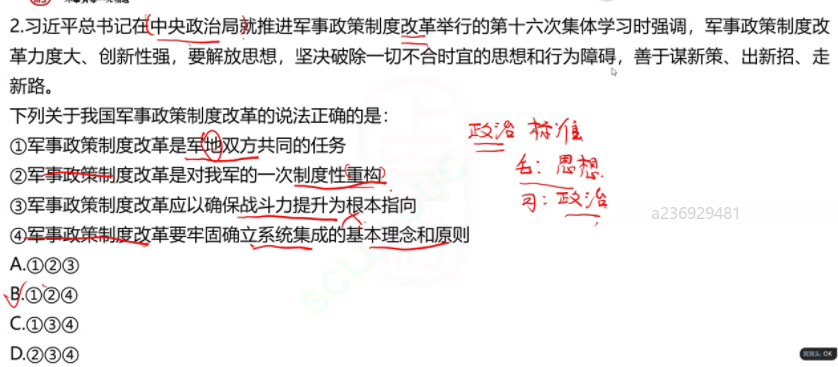 2.习近平总书记在(中央政治局)就推进军事政策制度改革举行的第十六次集体学习时强调，军事政策制度改
革力度大、创新性强，要解放思想，坚决破除一切不合时宜的思想和行为障碍，善于谋新策、出新招、走
新路。
下列关于我国军事政策制度改革的说法正确的是：
①军事政策制度改革是军地双方共同的任务
②军事政策制度改革是对我军的一次制度性重构
③军事政策制度改革应以确保战斗力提升为根本指向
④军事政策制度改革要牢固确立系统集成的基本理念和原则
A.①②③
B.①②④
C.①③④
D.②③④
政治 标准
毛：思想
习：政治
a236929481